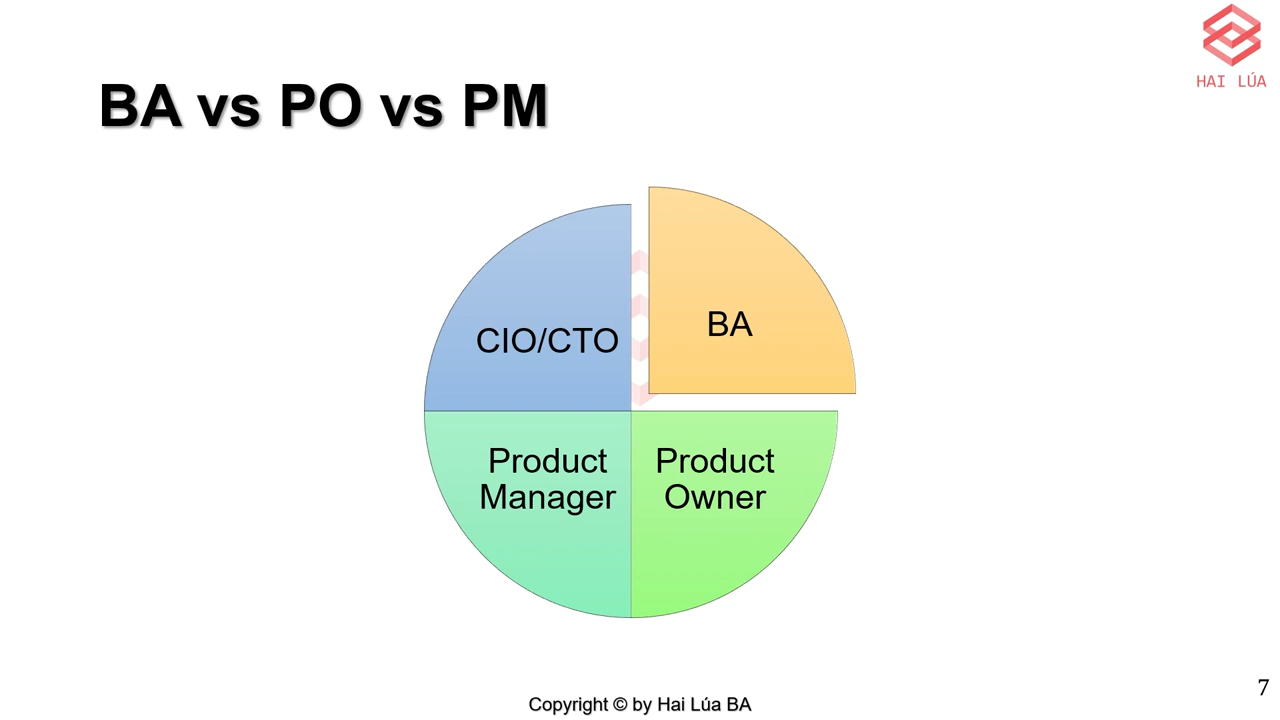 HAI LÚA
BA vs PO vs PM
CIO/CTO
BA
Product
Manager
Product
Owner
Copyright © by Hai Lúa BA
7